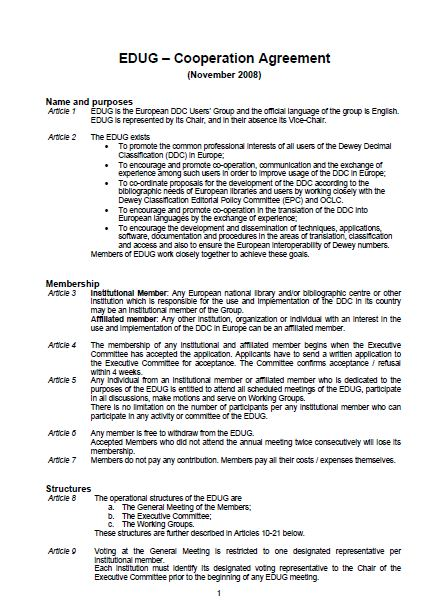 EDUG – Cooperation Agreement
(November 2008)
Name and purposes
Article 1 EDUG is the European DDC Users' Group and the official language of the group is English.
EDUG is represented by its Chair, and in their absence its Vice-Chair.
Article 2 The EDUG exists
• To promote the common professional interests of all users of the Dewey Decimal
Classification (DDC) in Europe;
• To encourage and promote co-operation, communication and the exchange of
experience among such users in order to improve usage of the DDC in Europe;
• To co-ordinate proposals for the development of the DDC according to the
bibliographic needs of European libraries and users by working closely with the
Dewey Classification Editorial Policy Committee (EPC) and OCLC.
• To encourage and promote co-operation in the translation of the DDC into
European languages by the exchange of experience;
• To encourage the development and dissemination of techniques, applications,
software, documentation and procedures in the areas of translation, classification
and access and also to ensure the European interoperability of Dewey numbers.
Members of EDUG work closely together to achieve these goals.
Membership
Article 3 Institutional Member: Any European national library and/or bibliographic centre or other
institution which is responsible for the use and implementation of the DDC in its country
may be an institutional member of the Group.
Affiliated member: Any other institution, organization or individual with an interest in the
use and implementation of the DDC in Europe can be an affiliated member.
Article 4 The membership of any institutional and affiliated member begins when the Executive
Committee has accepted the application. Applicants have to send a written application to
the Executive Committee for acceptance. The Committee confirms acceptance / refusal
within 4 weeks.
Article 5 Any individual from an institutional member or affiliated member who is dedicated to the
purposes of the EDUG is entitled to attend all scheduled meetings of the EDUG, participate
in all discussions, make motions and serve on Working Groups.
There is no limitation on the number of participants per any institutional member who can
participate in any activity or committee of the EDUG.
Article 6 Any member is free to withdraw from the EDUG.
Accepted Members who did not attend the annual meeting twice consecutively will lose its
membership.
Article 7 Members do not pay any contribution. Members pay all their costs / expenses themselves.
Structures
Article 8 The operational structures of the EDUG are
a. The General Meeting of the Members;
b. The Executive Committee;
c. The Working Groups.
These structures are further described in Articles 10-21 below.
Article 9 Voting at the General Meeting is restricted to one designated representative per
institutional member.
Each institution must identify its designated voting representative to the Chair of the
Executive Committee prior to the beginning of any EDUG meeting.
1